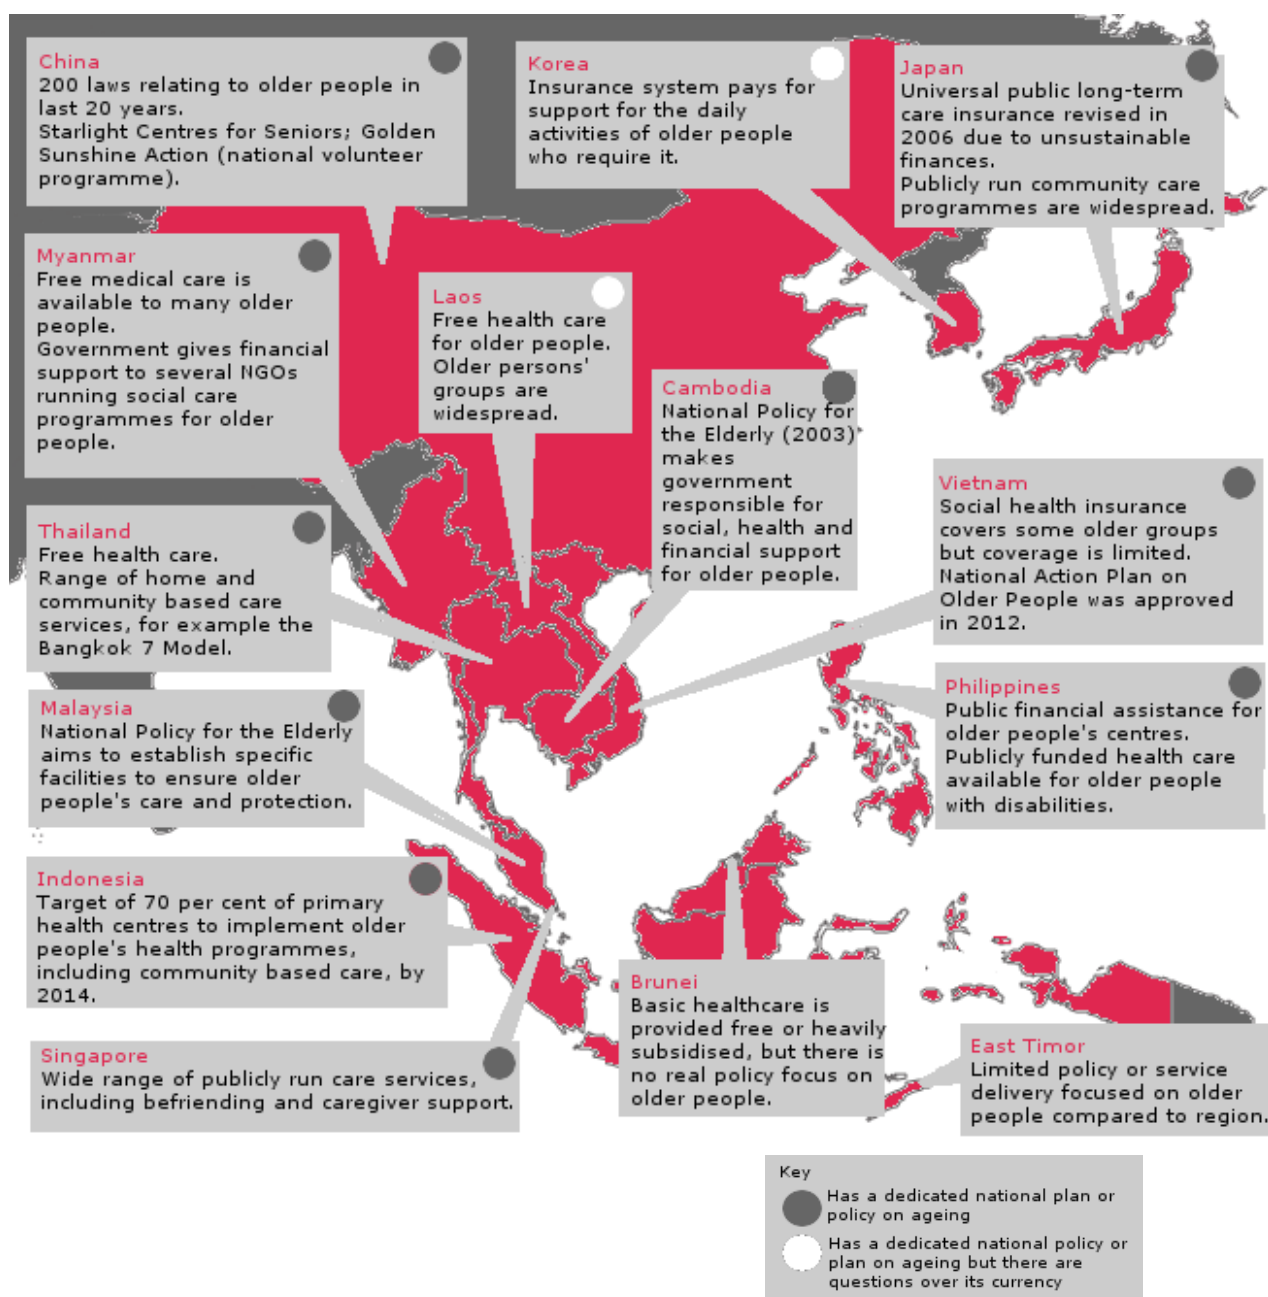 China
200 laws relating to older people in
last 20 years.
Starlight Centres for Seniors; Golden
Sunshine Action (national volunteer
programme).
Korea
Insurance system pays for
support for the daily
activities of older people
who require it.
Japan
Universal public long-term
care insurance revised in
2006 due to unsustainable
finances.
Publicly run community care
programmes are widespread.
Myanmar
Free medical care is
available to many older
people.
Government gives financial
support to several NGOs
running social care
programmes for older
people.
Laos
Free health care
for older people.
Older persons'
groups are
widespread.
Cambodia
National Policy for
the Elderly (2003)
makes
government
responsible for
social, health and
financial support
for older people.
Vietnam
Social health insurance
covers some older groups
but coverage is limited.
National Action Plan on
Older People was approved
in 2012.
Thailand
Free health care.
Range of home and
community based care
services, for example the
Bangkok 7 Model.
Philippines
Public financial assistance for
older people's centres.
Publicly funded health care
available for older people
with disabilities.
Malaysia
National Policy for the Elderly
aims to establish specific
facilities to ensure older
people's care and protection.
Indonesia
Target of 70 per cent of primary
health centres to implement older
people's health programmes,
including community based care, by
2014.
Brunei
Basic healthcare is
provided free or heavily
subsidised, but there is
no real policy focus on
older people.
East Timor
Limited policy or service
delivery focused on older
people compared to region.
Singapore
Wide range of publicly run care services,
including befriending and caregiver support.
Key
Has a dedicated national plan or
policy on ageing
Has a dedicated national policy or
plan on ageing but there are
questions over its currency